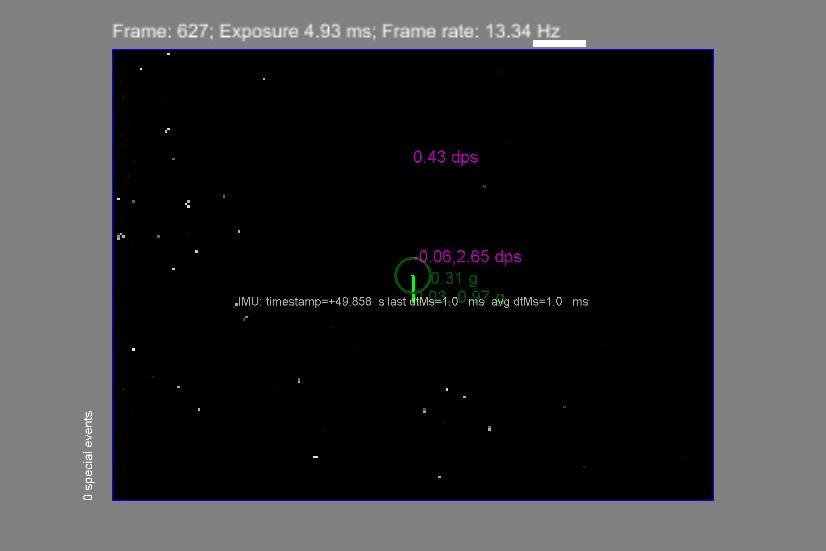 Frame: 627; Exposure 4.93 ms; Frame rate: 13.34 Hz
0.43 dps
-0.06,2.65 dps
0.31 g
0.03,-0.97 g
IMU: timestamp=+49.858 s last dtMs=1.0 ms avg dtMs=1.0 ms
0 special events